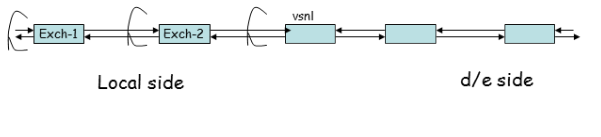 vsnl
Exch-1
Exch-2
Local side
d/e side